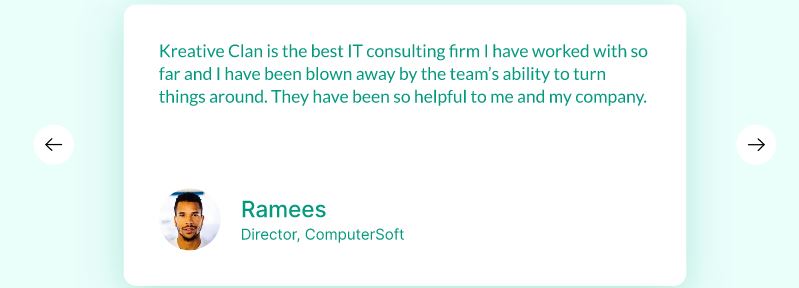 Kreative Clan is the best IT consulting firm I have worked with so
far and I have been blown away by the team’s ability to turn
things around. They have been so helpful to me and my company.
Ramees
Director, ComputerSoft